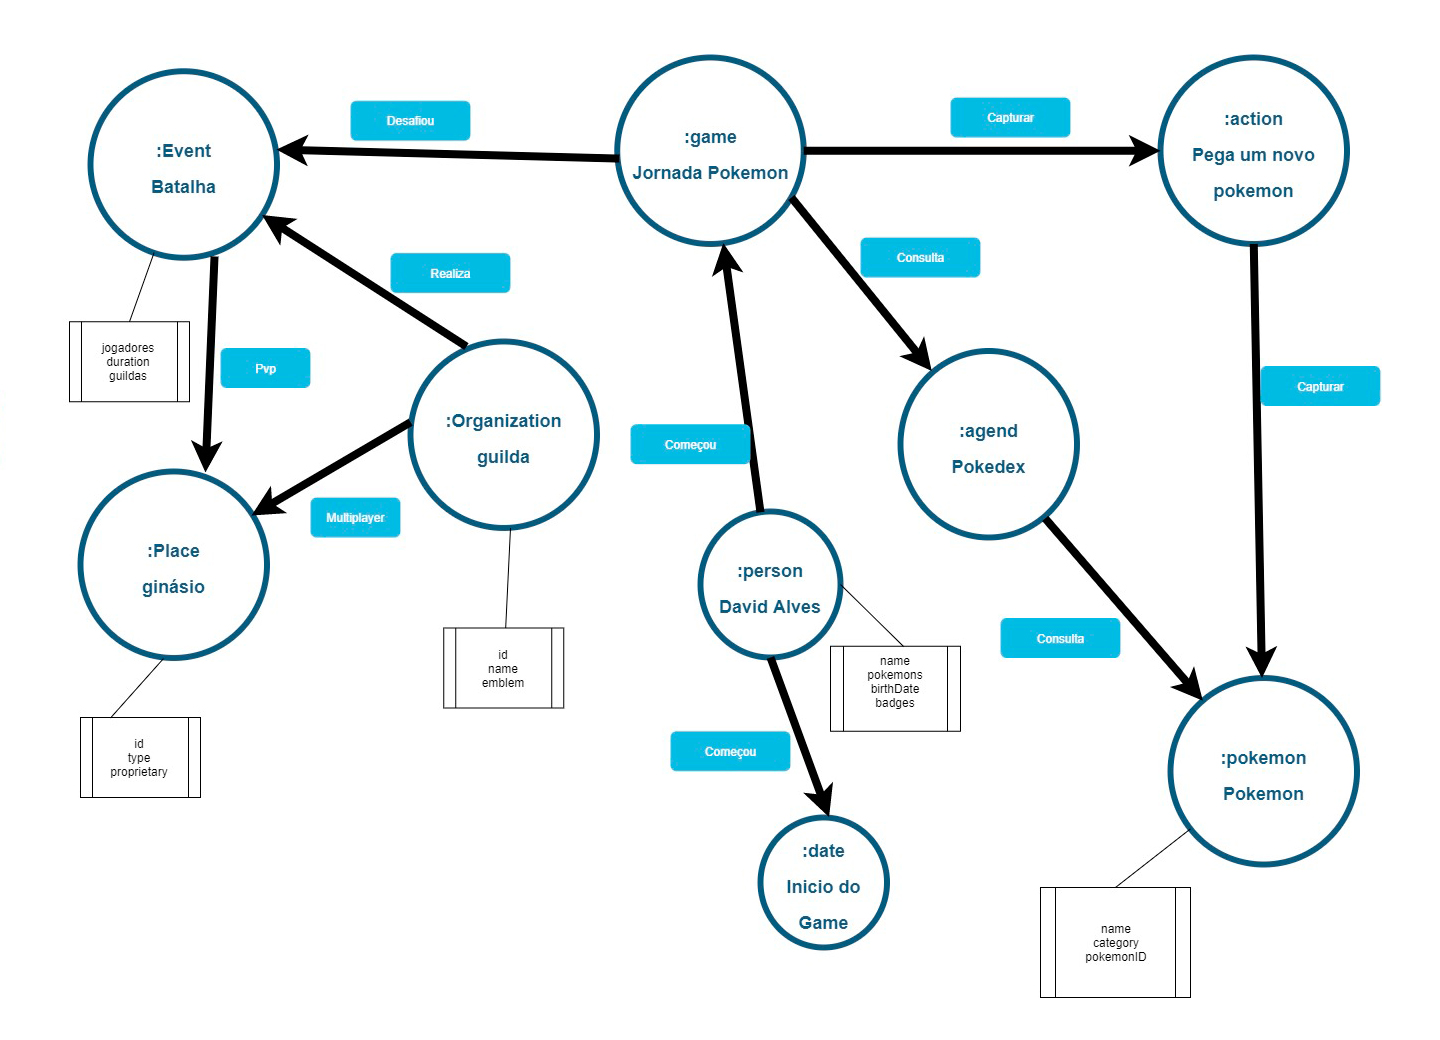 :Event
Batalha
Desafiou
:game
Jornada Pokemon
Capturar
:action
Pega um novo
pokemon
Realiza
Consulta
jogadores
duration
guildas
Pvp
:Organization
guilda
Começou
:agend
Pokedex
Capturar
Multiplayer
:Place
ginásio
:person
David Alves
Consulta
id
name
emblem
name
pokemons
birthDate
badges
id
type
proprietary
Começou
:pokemon
Pokemon
:date
Inicio do
Game
name
category
pokemonID